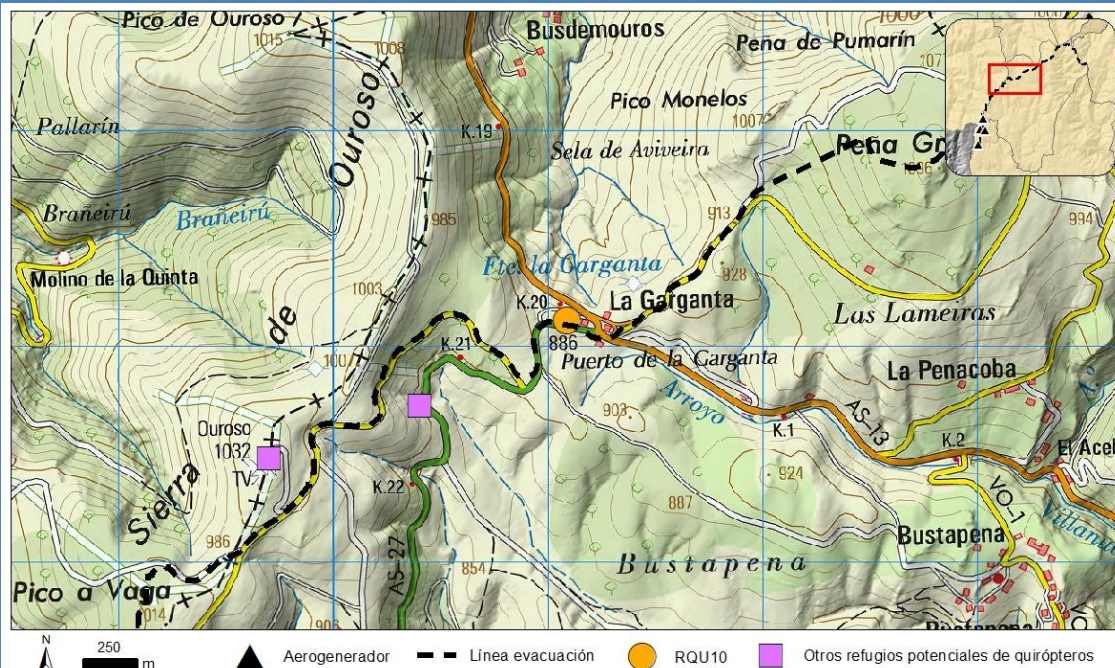 Pico de Ouroso
1015
1008
Busdemouros
1000
Pena de Pumarín
Pico Monelos
1007
K.19
Pallarín
Ouroso
Sela de Aviveira
Peña Gr
Brañeirú
Brañeirú
985
913
994
Molino de la Quinta
Fte. la Garganta
928
1003
K.20
La Garganta
de
Las Lameiras
886
K.21
Puerto de la Garganta
La Penacoba
Arroyo
903
AS-13
K.1
Ouroso
1032
TV
K.2
924
Sierra
K.22
887
VO-1
Bustapena
986
AS-27
854
Bustapena
Pico a Vaga
1014
906
N
250
m
Aerogenerador
Línea evacuación
RQU10
Otros refugios potenciales de quirópteros